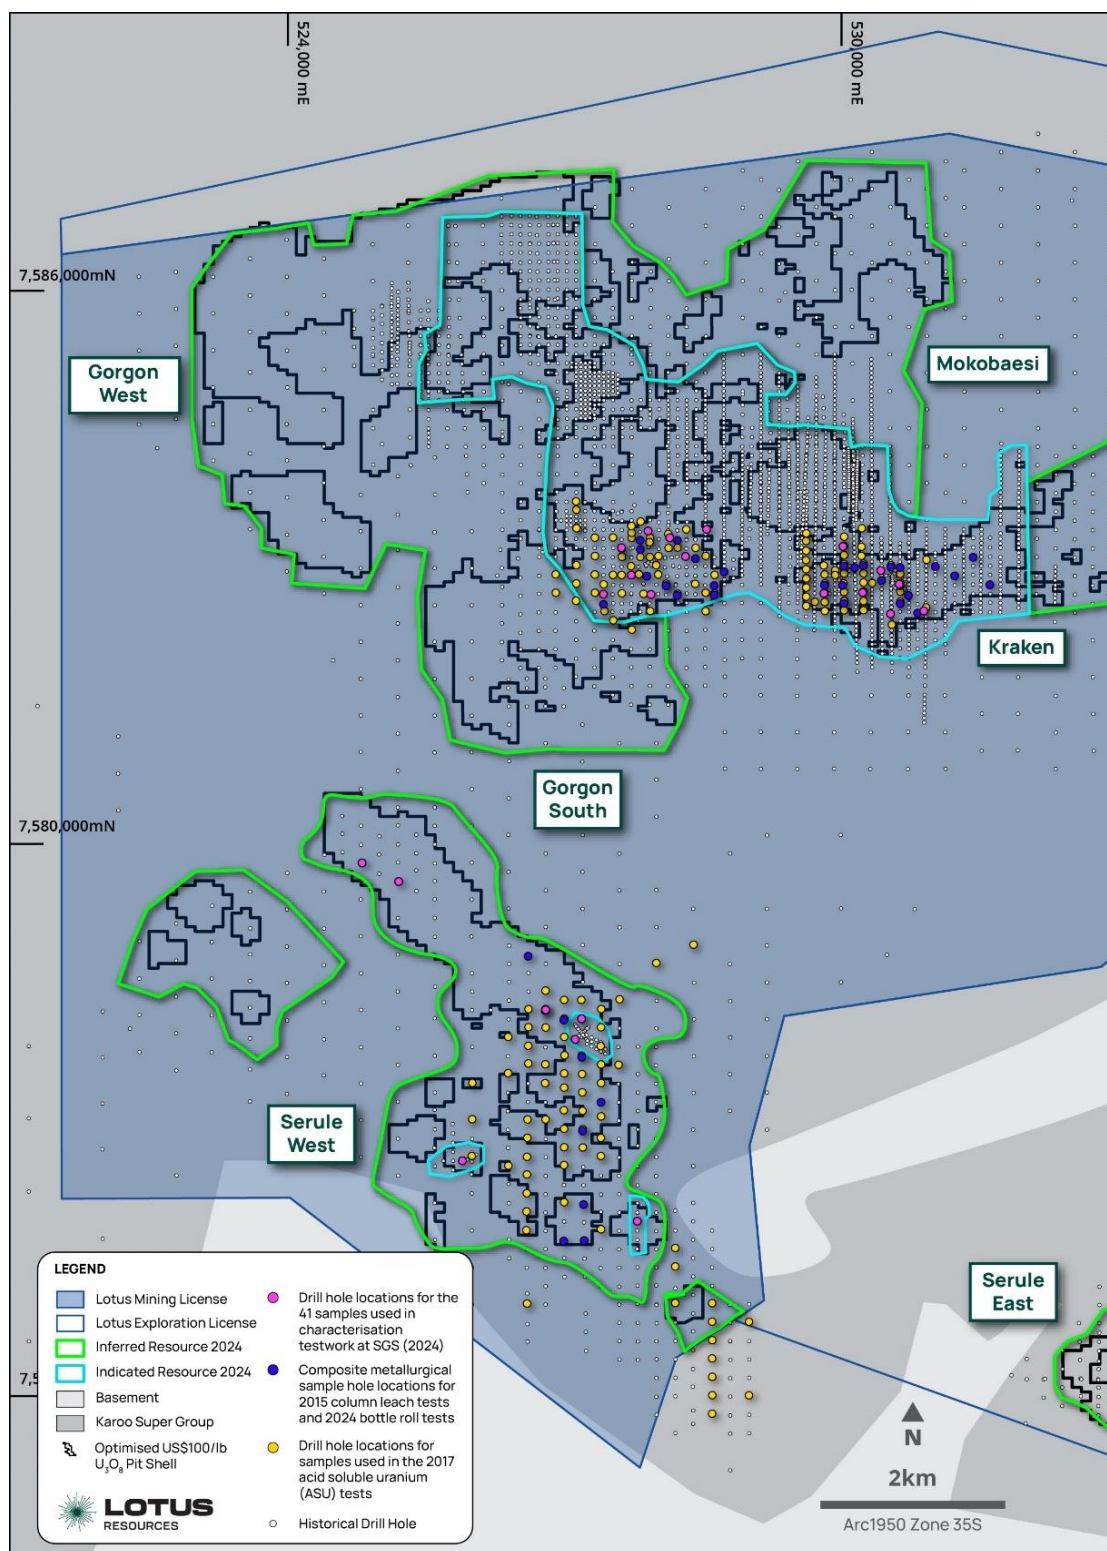 524,000 mE
530,000 mE
7,586,000mN
Gorgon
West
Mokobaesi
Kraken
Gorgon
South
7,580,000mN
Serule
West
Serule
East
LEGEND
Lotus Mining License
Lotus Exploration License
Inferred Resource 2024
Indicated Resource 2024
Basement
Karoo Super Group
Optimised US$100/lb
U₃O₈ Pit Shell
LOTUS
RESOURCES
Drill hole locations for the
41 samples used in
characterisation
testwork at SGS (2024)
Composite metallurgical
sample hole locations for
2015 column leach tests
and 2024 bottle roll tests
Drill hole locations for
samples used in the 2017
acid soluble uranium
(ASU) tests
Historical Drill Hole
N
2km
Arc1950 Zone 35S